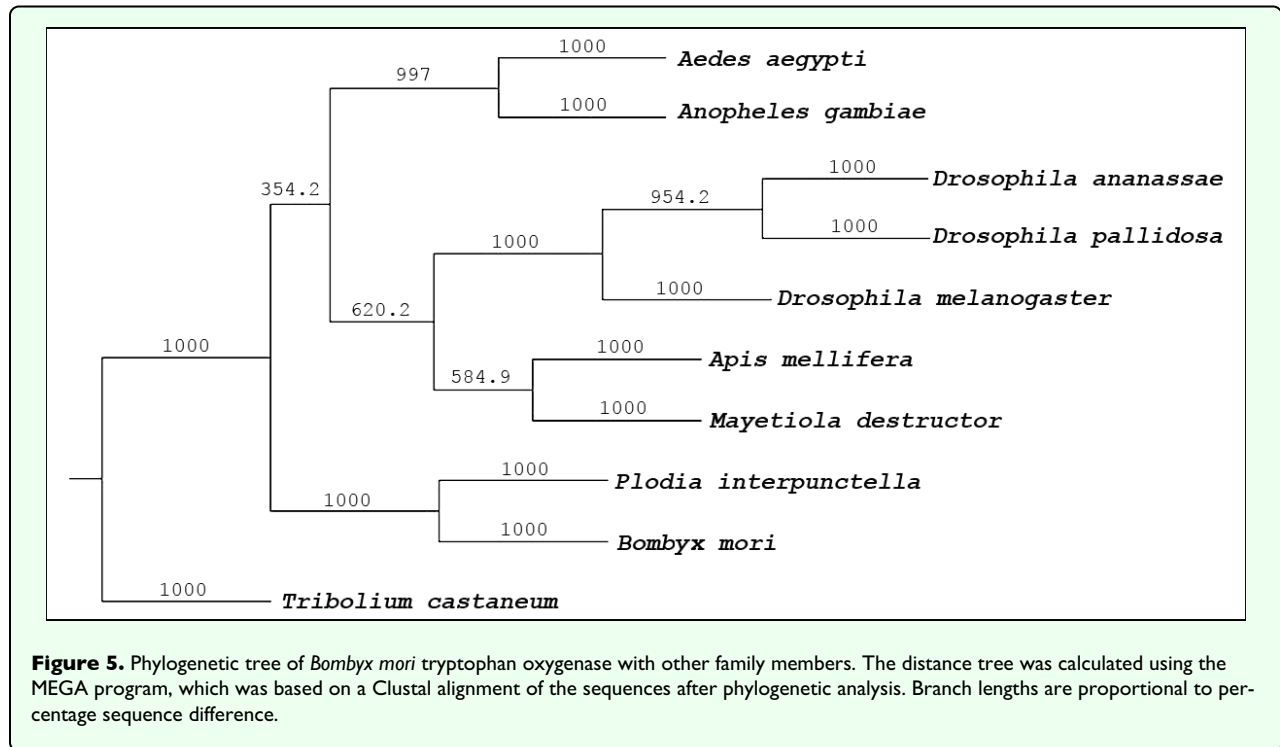 1000
Aedes aegypti
997
1000
Anopheles gambiae
354.2
1000
Drosophila ananassae
954.2
1000
Drosophila pallidosa
1000
1000
Drosophila melanogaster
620.2
1000
Apis mellifera
584.9
1000
Mayetiola destructor
1000
1000
Plodia interpunctella
1000
1000
Bombyx mori
1000
Tribolium castaneum
Figure 5. Phylogenetic tree of Bombyx mori tryptophan oxygenase with other family members. The distance tree was calculated using the
MEGA program, which was based on a Clustal alignment of the sequences after phylogenetic analysis. Branch lengths are proportional to per-
centage sequence difference.